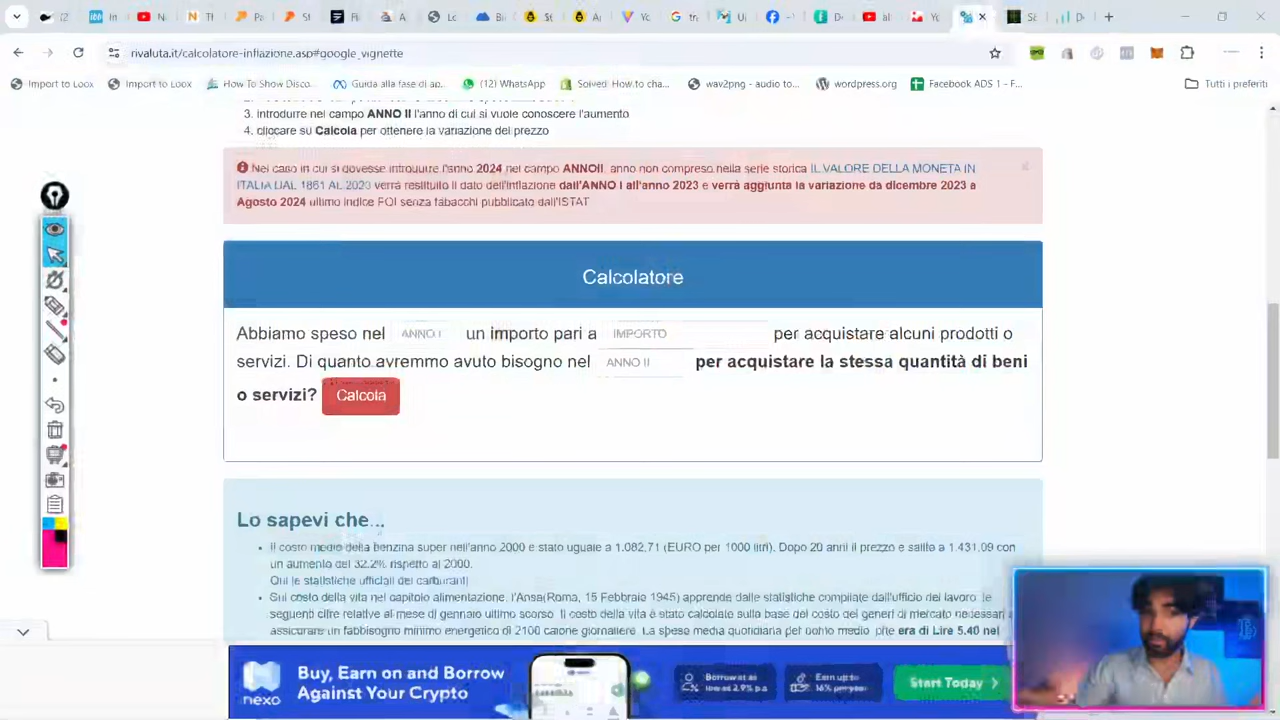 rivaluta.it/calcolatore-inflazione.asp#google_vignette
Import to Loox
Import to Loox
How To Show Disco...
Guida alla fase di ap...
(12) WhatsApp
Solved: How to cha...
wav2png - audio to...
wordpress.org
Facebook ADS 1 - F...
Tutti i preferiti
3. introdurre nel campo ANNO II l'anno di cui si vuole conoscere l'aumento
4. cliccare su Calcola per ottenere la variazione del prezzo
Nel caso in cui si dovesse introdurre l'anno 2024 nel campo ANNOII, anno non compreso nella serie storica IL VALORE DELLA MONETA IN
ITALIA DAL 1861 AL 2023 verrà restituito il dato dell'inflazione dall'ANNO I all'anno 2023 e verrà aggiunta la variazione da dicembre 2023 a
Agosto 2024 ultimo indice FOI senza tabacchi pubblicato dall'ISTAT
Calcolatore
Abbiamo speso nel ANNO I un importo pari a IMPORTO per acquistare alcuni prodotti o
servizi. Di quanto avremmo avuto bisogno nel ANNO II per acquistare la stessa quantità di beni
o servizi? Calcola
Lo sapevi che...
Il costo medio della benzina super nell'anno 2000 è stato uguale a 1.082,71 (EURO per 1000 litri). Dopo 20 anni il prezzo è salito a 1.431,09 con
un aumento del 32.2% rispetto al 2000.
Qui le statistiche ufficiali dei carburanti
Sul costo della vita nel capitolo alimentazione, l'Ansa(Roma, 15 Febbraio 1945) apprende dalle statistiche compilate dall'ufficio del lavoro le
seguenti cifre relative al mese di gennaio ultimo scorso. Il costo della vita è stato calcolato sulla base del costo dei generi di mercato necessari a
assicurare un fabbisogno minimo energetico di 2100 calorie giornaliere. La spesa media quotidiana per uomo medio era di Lire 5.40 nel
nexo
Buy, Earn on and Borrow
Against Your Crypto
Borrow at as
low as 2.9% p.a
Earn up to
16% per year
Start Today